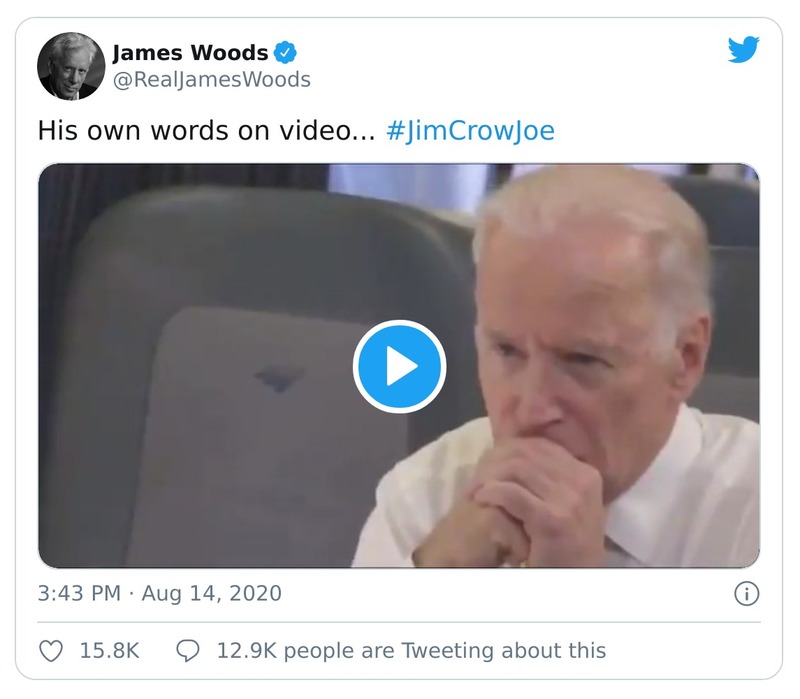 James Woods
@RealJamesWoods
His own words on video... #JimCrowJoe
3:43 PM · Aug 14, 2020
15.8K 12.9K people are Tweeting about this